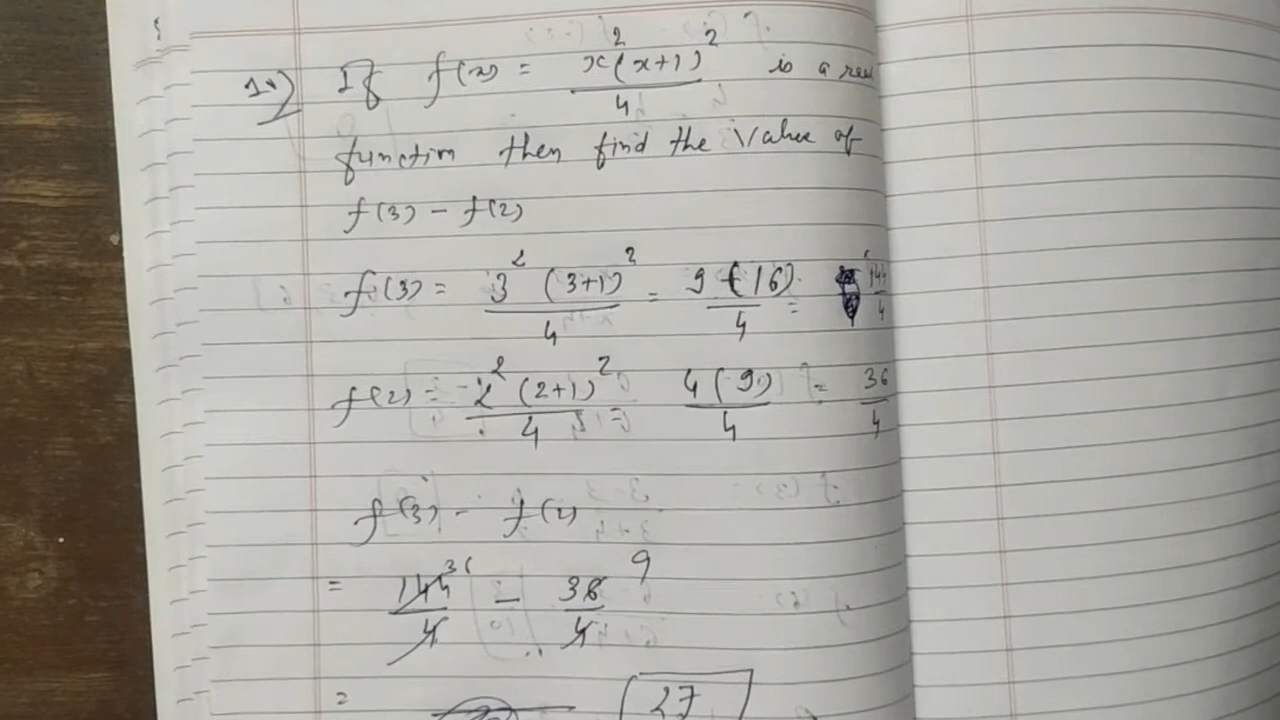 1.) If f(x) = x²(x+1)²/4 is a real
function then find the Value of
f(3) - f(2)
f(3) = 3²(3+1)²/4 = 9(16)/4 = 144/4
f(2) = 2²(2+1)²/4 = 4(9)/4 = 36/4
f(3) - f(2)
= 144/4 36 - 36/4 9
= 27